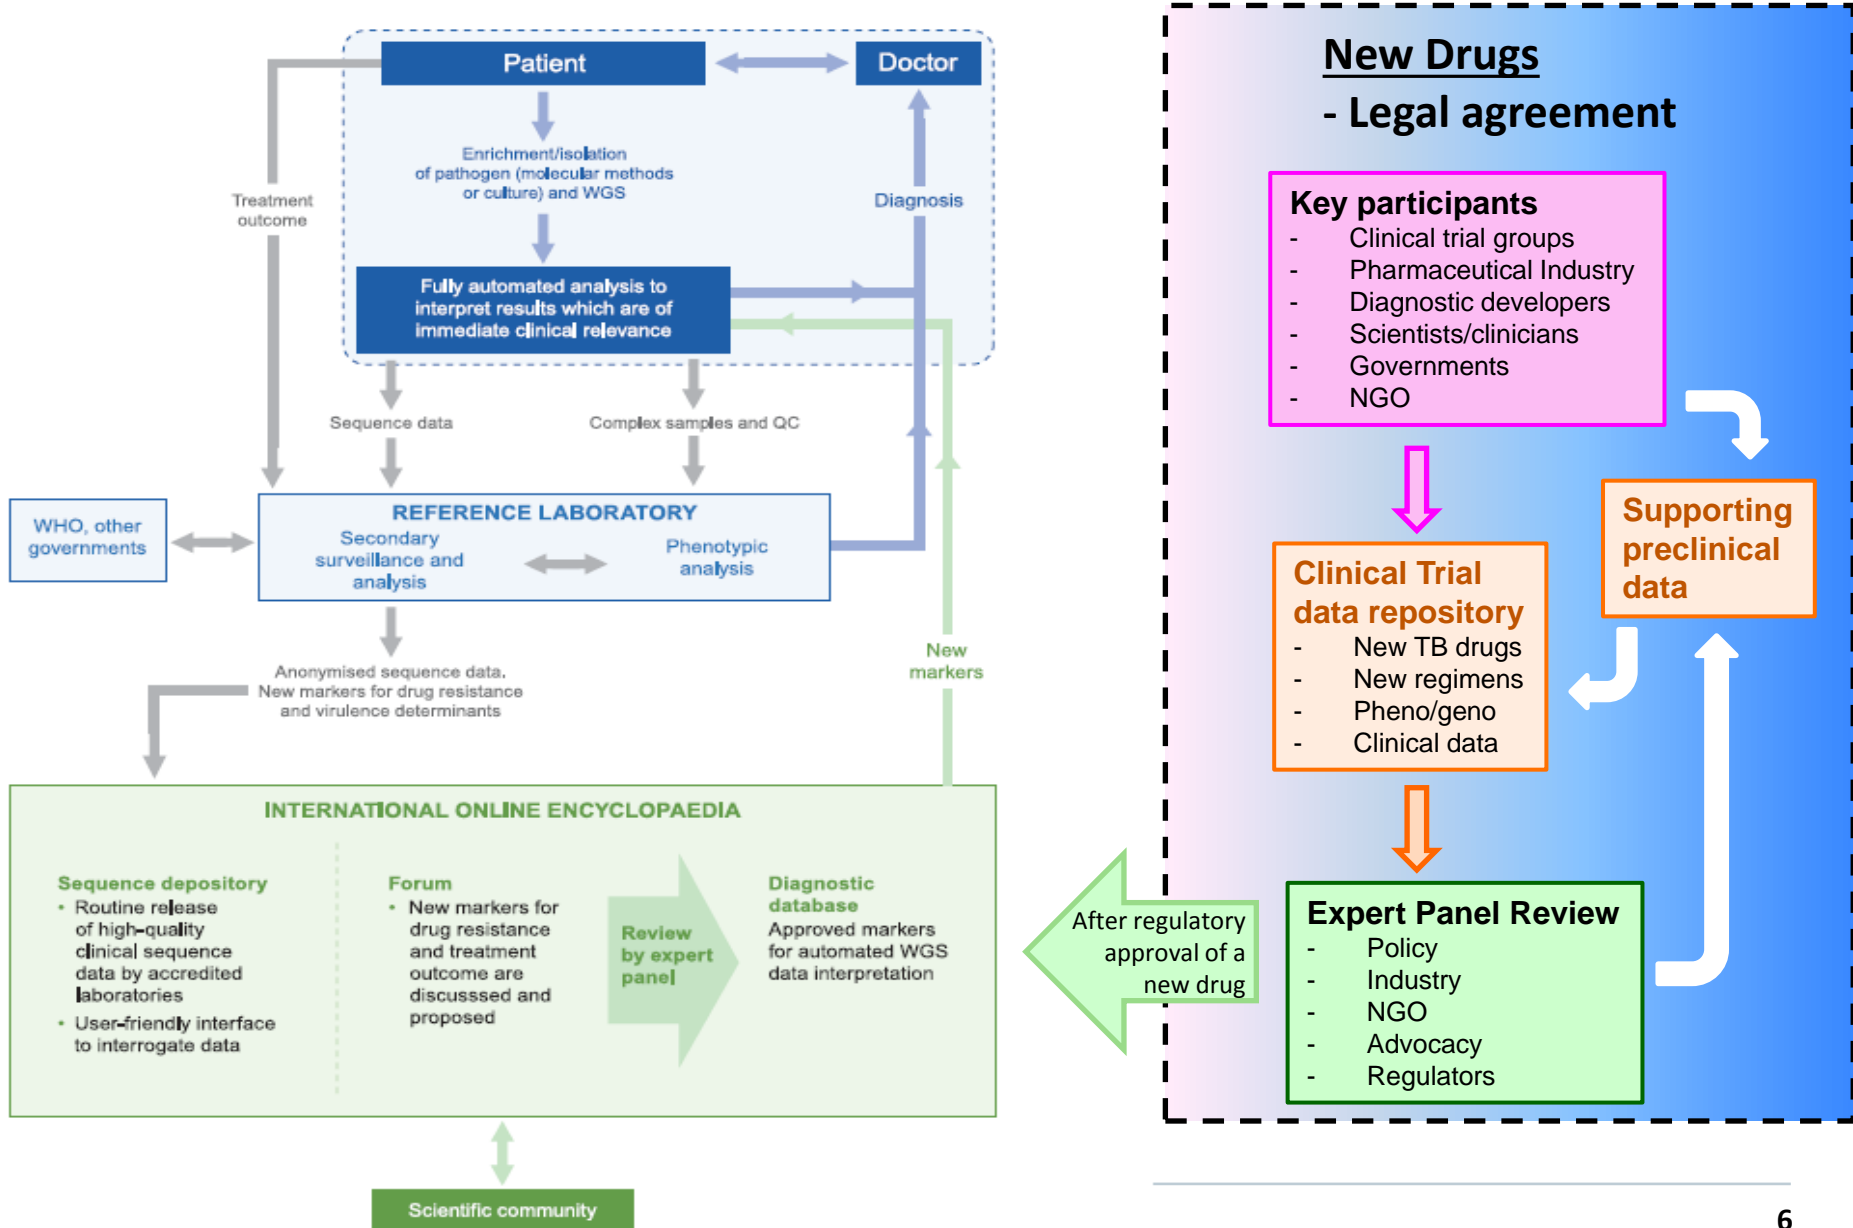 Patient
Doctor
Enrichment/isolation
of pathogen (molecular methods
or culture) and WGS
Treatment
outcome
Diagnosis
Fully automated analysis to
interpret results which are of
immediate clinical relevance
Sequence data
Complex samples and QC
WHO, other
governments
REFERENCE LABORATORY
Secondary
surveillance and
analysis
Phenotypic
analysis
Anonymised sequence data.
New markers for drug resistance
and virulence determinants
New
markers
INTERNATIONAL ONLINE ENCYCLOPAEDIA
Sequence depository
• Routine release
of high-quality
clinical sequence
data by accredited
laboratories
• User-friendly interface
to interrogate data
Forum
• New markers for
drug resistance
and treatment
outcome are
discusssed and
proposed
Review
by expert
panel
Diagnostic
database
Approved markers
for automated WGS
data interpretation
Scientific community
New Drugs
- Legal agreement
Key participants
- Clinical trial groups
- Pharmaceutical Industry
- Diagnostic developers
- Scientists/clinicians
- Governments
- NGO
Supporting
preclinical
data
Clinical Trial
data repository
- New TB drugs
- New regimens
- Pheno/geno
- Clinical data
After regulatory
approval of a
new drug
Expert Panel Review
- Policy
- Industry
- NGO
- Advocacy
- Regulators
6